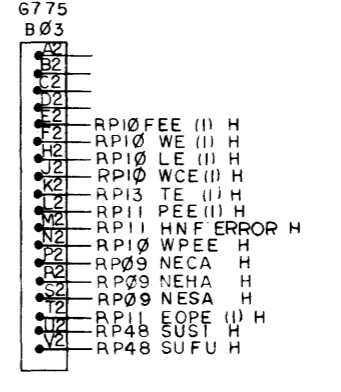 G775
BØ3
A2
B2
C2
D2
E2
F2 RP1Ø FEE (1) H
H2 RP1Ø WE (1) H
J2 RP1Ø LE (1) H
K2 RP1Ø WCE (1) H
L2 RP13 TE (1) H
M2 RP11 PEE (1) H
N2 RP11 HNF ERROR H
P2 RP1Ø WPEE H
R2 RPØ9 NECA H
S2 RPØ9 NEHA H
T2 RPØ9 NESA H
U2 RP11 EOPE (1) H
V2 RP48 SUST H
RP48 SUFU H